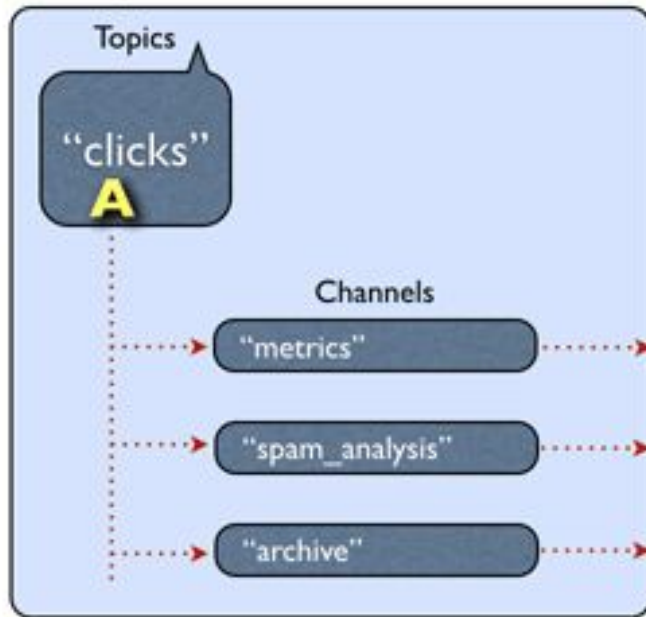 Topics
“clicks”
A
Channels
“metrics”
“spam_analysis”
“archive”